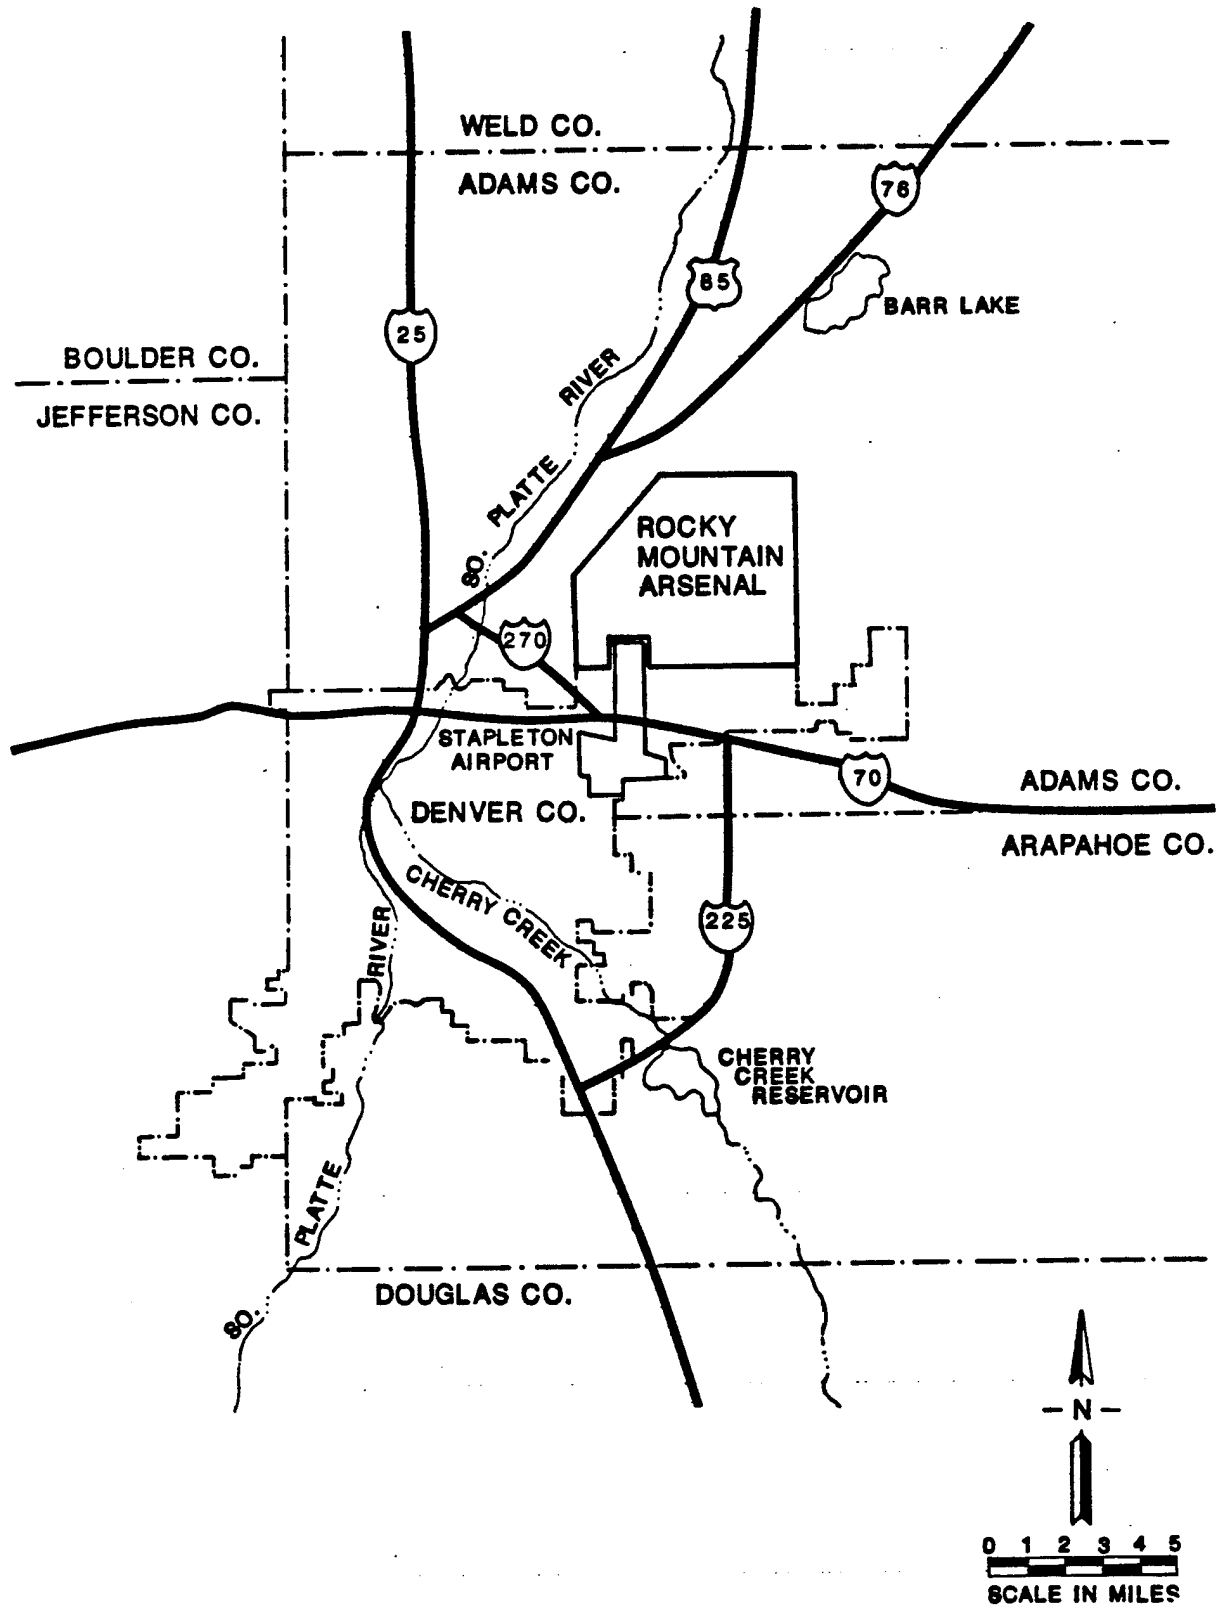 WELD CO.
ADAMS CO.
76
85
BARR LAKE
25
BOULDER CO.
JEFFERSON CO.
SO. PLATTE RIVER
ROCKY
MOUNTAIN
ARSENAL
270
STAPLETON
AIRPORT
70
ADAMS CO.
DENVER CO.
ARAPAHOE CO.
CHERRY CREEK
225
CHERRY
CREEK
RESERVOIR
SO. PLATTE RIVER
DOUGLAS CO.
N
0 1 2 3 4 5
SCALE IN MILES